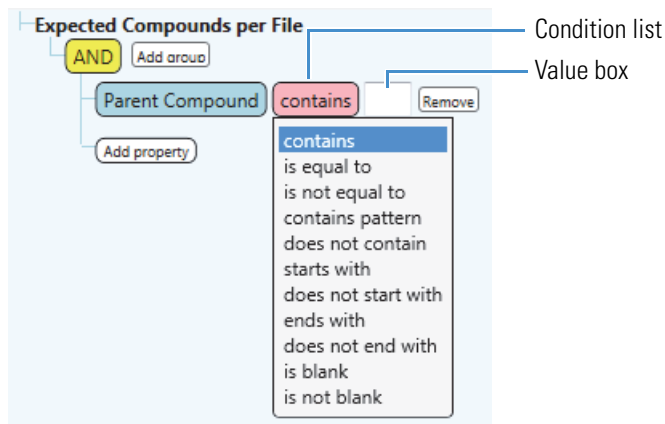 Expected Compounds per File
Condition list
AND Add group
Value box
Parent Compound contains Remove
contains
Add property
is equal to
is not equal to
contains pattern
does not contain
starts with
does not start with
ends with
does not end with
is blank
is not blank